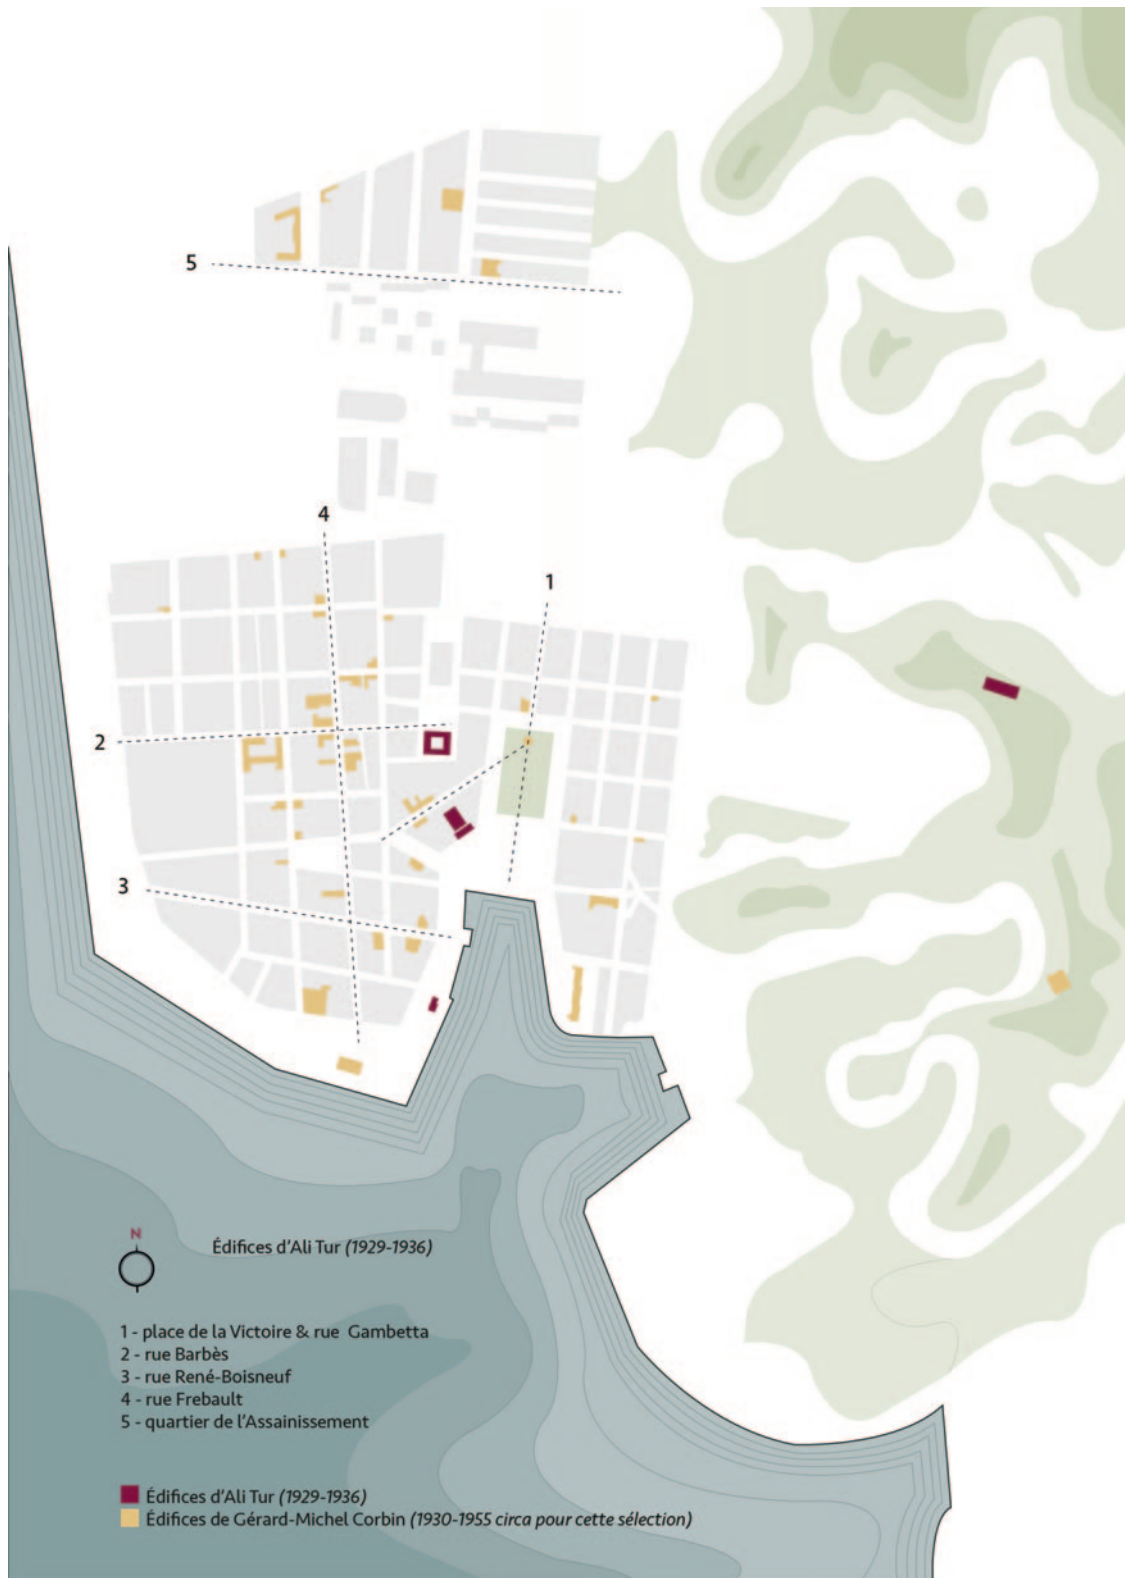 5
4
1
2
3
N
Édifices d'Ali Tur (1929-1936)
1 - place de la Victoire & rue Gambetta
2 - rue Barbès
3 - rue René-Boisneuf
4 - rue Frebault
5 - quartier de l'Assainissement
Édifices d'Ali Tur (1929-1936)
Édifices de Gérard-Michel Corbin (1930-1955 circa pour cette sélection)